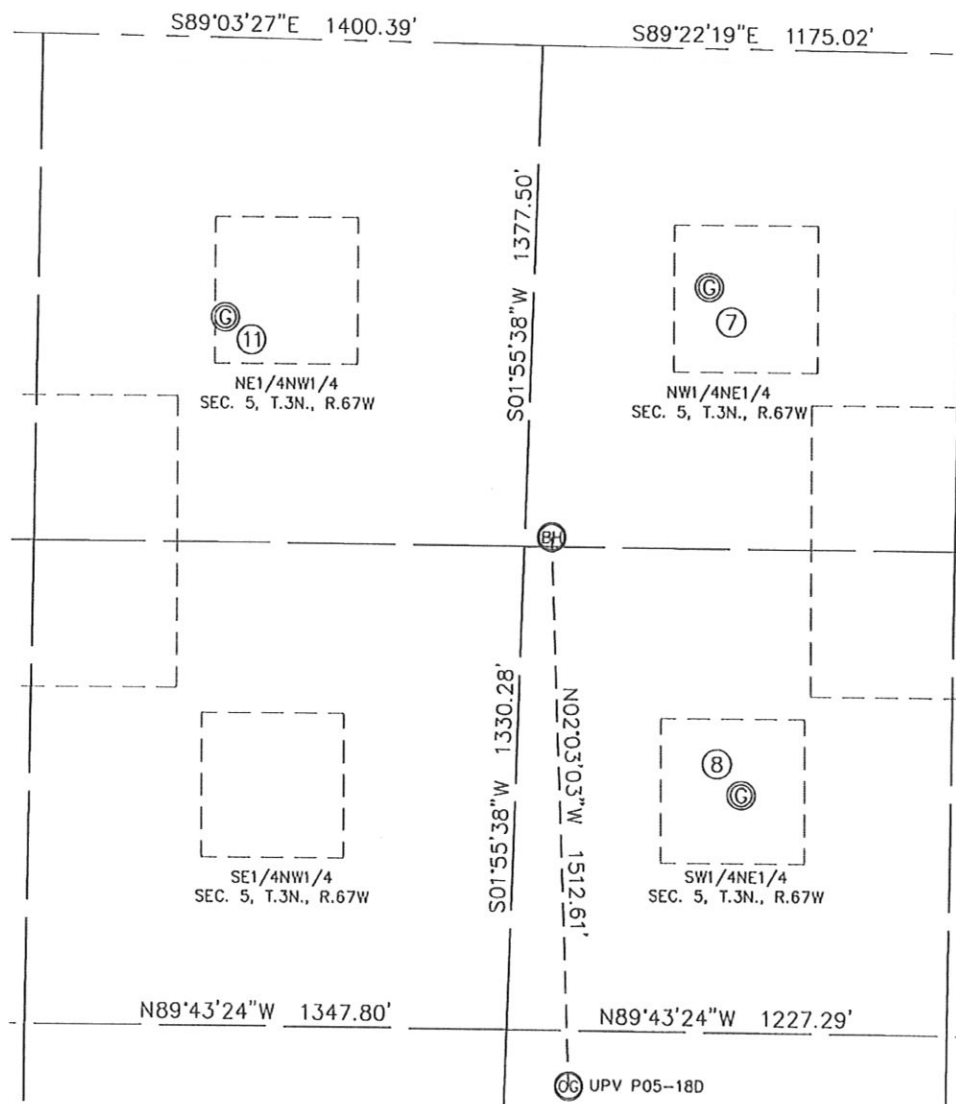 S89°03'27"E 1400.39'
S89°22'19"E 1175.02'
S01°55'38"W 1377.50'
G
11
NE1/4NW1/4
SEC. 5, T.3N., R.67W
G
7
NW1/4NE1/4
SEC. 5, T.3N., R.67W
BH
S01°55'38"W 1330.28'
N02°03'03"W 1512.61'
SE1/4NW1/4
SEC. 5, T.3N., R.67W
8
G
SW1/4NE1/4
SEC. 5, T.3N., R.67W
N89°43'24"W 1347.80'
N89°43'24"W 1227.29'
OG UPV P05-18D